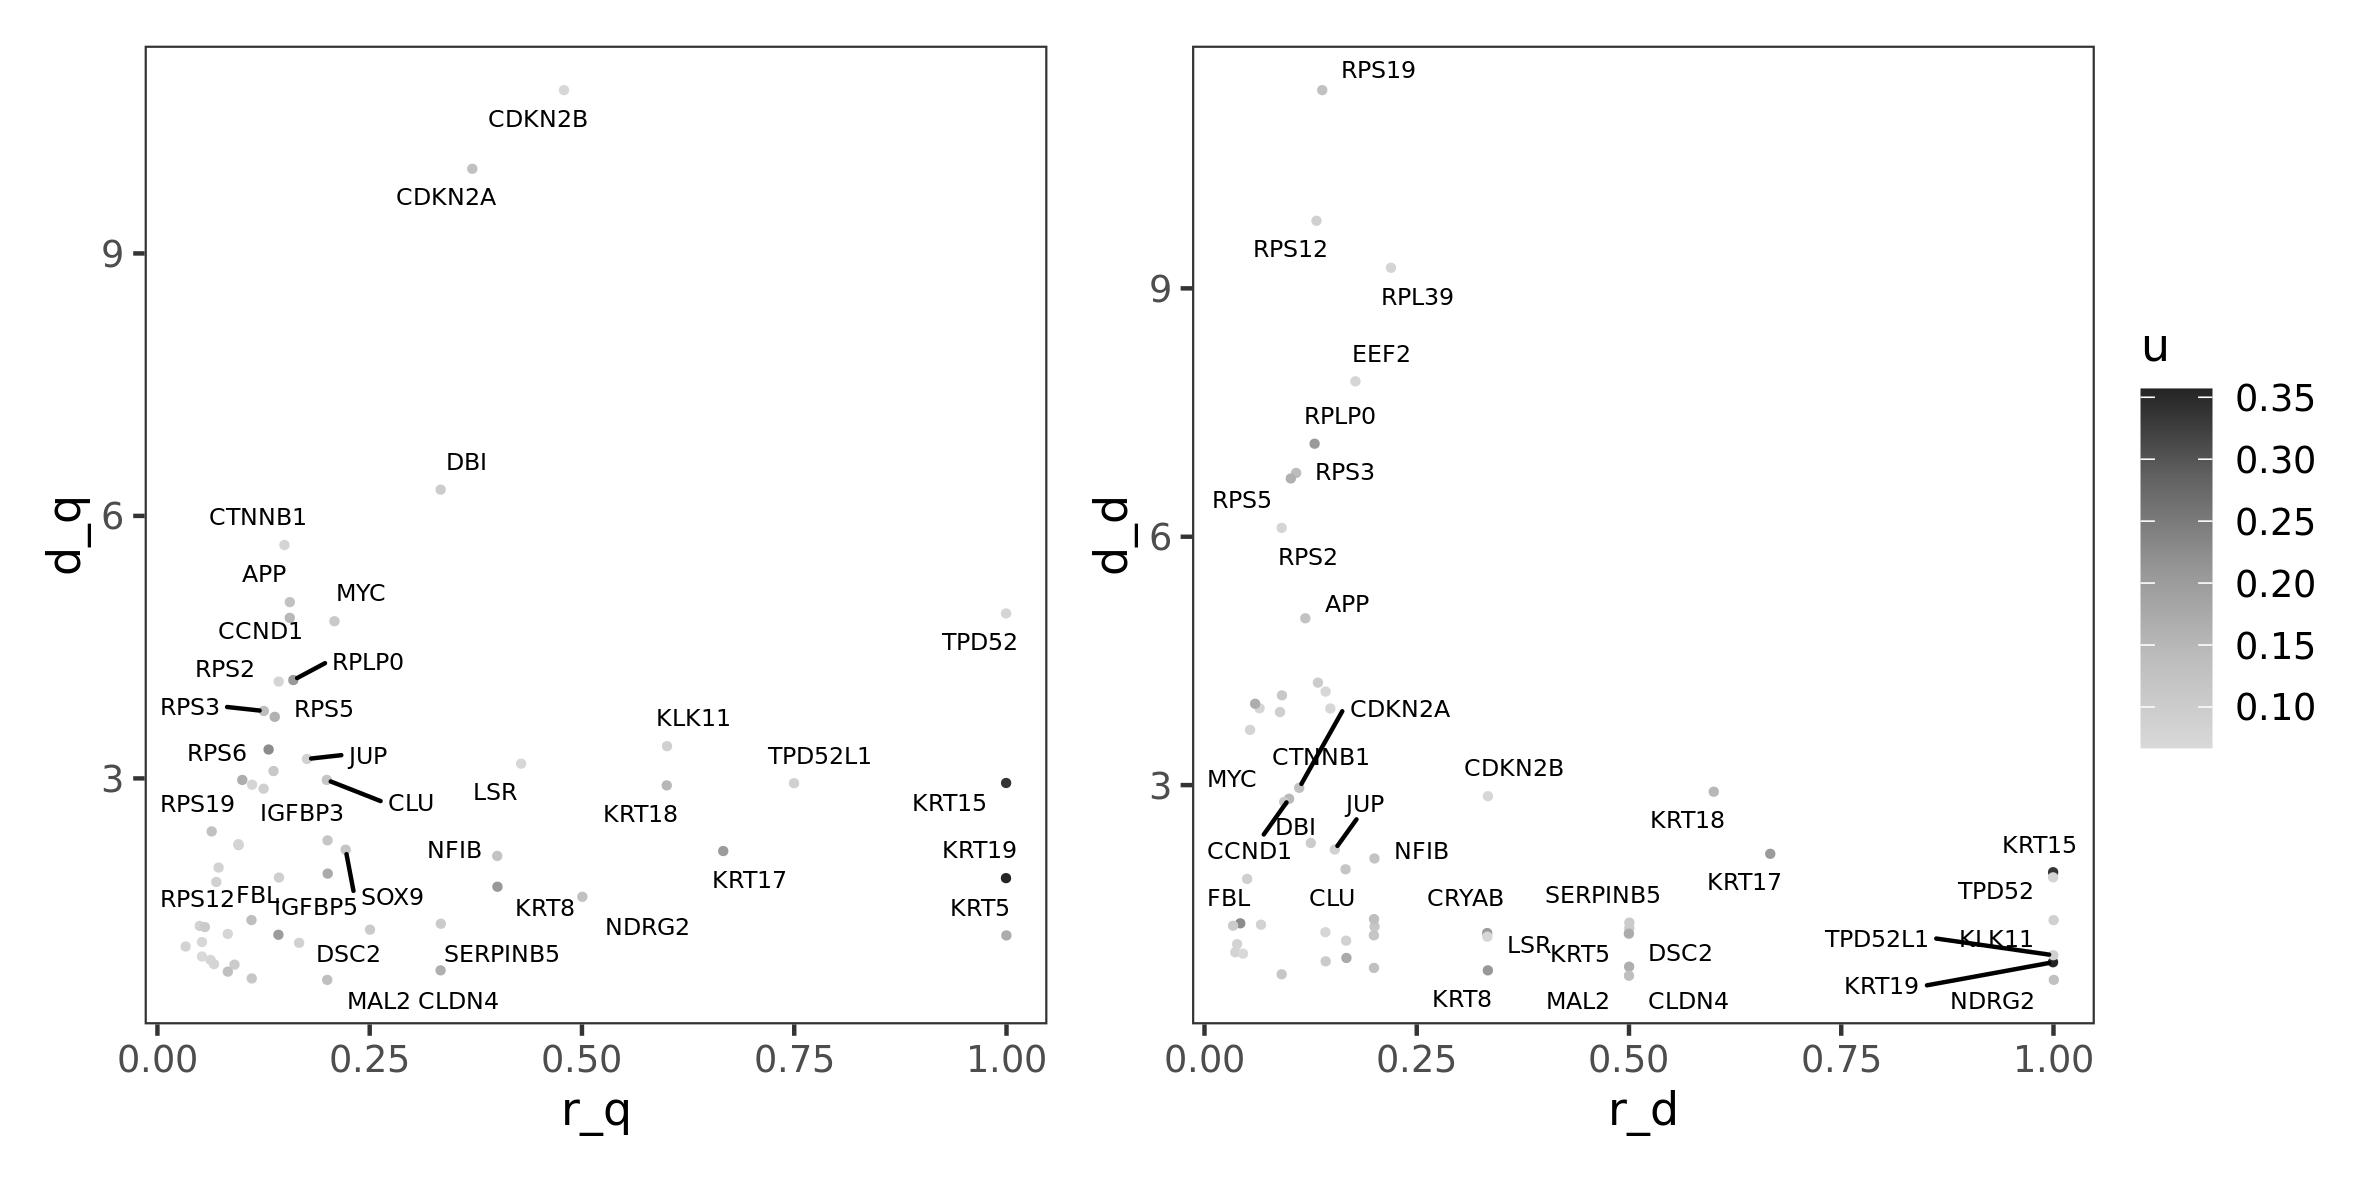 CDKN2B
CDKN2A
9
DBI
CTNNB1
6
APP
MYC
CCND1
TPD52
RPS2
RPLP0
RPS3
RPS5
KLK11
RPS6
JUP
TPD52L1
3
LSR
RPS19
IGFBP3
CLU
KRT18
KRT15
NFIB
KRT19
KRT17
RPS12
FBL
IGFBP5
SOX9
KRT8
KRT5
NDRG2
DSC2
SERPINB5
MAL2
CLDN4
0.00
0.25
0.50
0.75
1.00
r_q
d_q
RPS19
RPS12
9
RPL39
EEF2
RPLP0
RPS3
RPS5
6
RPS2
APP
CDKN2A
CTNNB1
MYC
CDKN2B
3
JUP
DBI
KRT18
CCND1
NFIB
KRT15
KRT17
TPD52
FBL
CLU
CRYAB
SERPINB5
LSR
KRT5
DSC2
TPD52L1
KLK11
KRT19
KRT8
MAL2
CLDN4
NDRG2
0.00
0.25
0.50
0.75
1.00
r_d
d_d
u
0.35
0.30
0.25
0.20
0.15
0.10